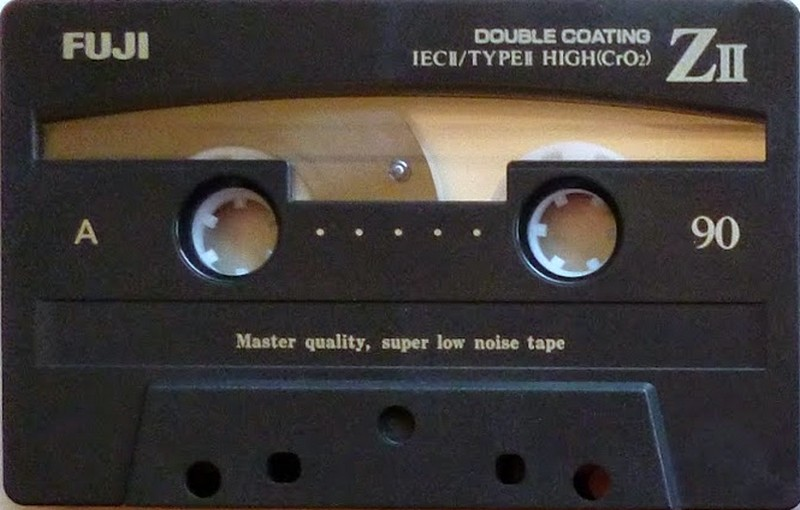 FUJI
DOUBLE COATING
IECⅡ/TYPEⅡ HIGH(CrO₂)
ZⅡ
A
90
Master quality, super low noise tape